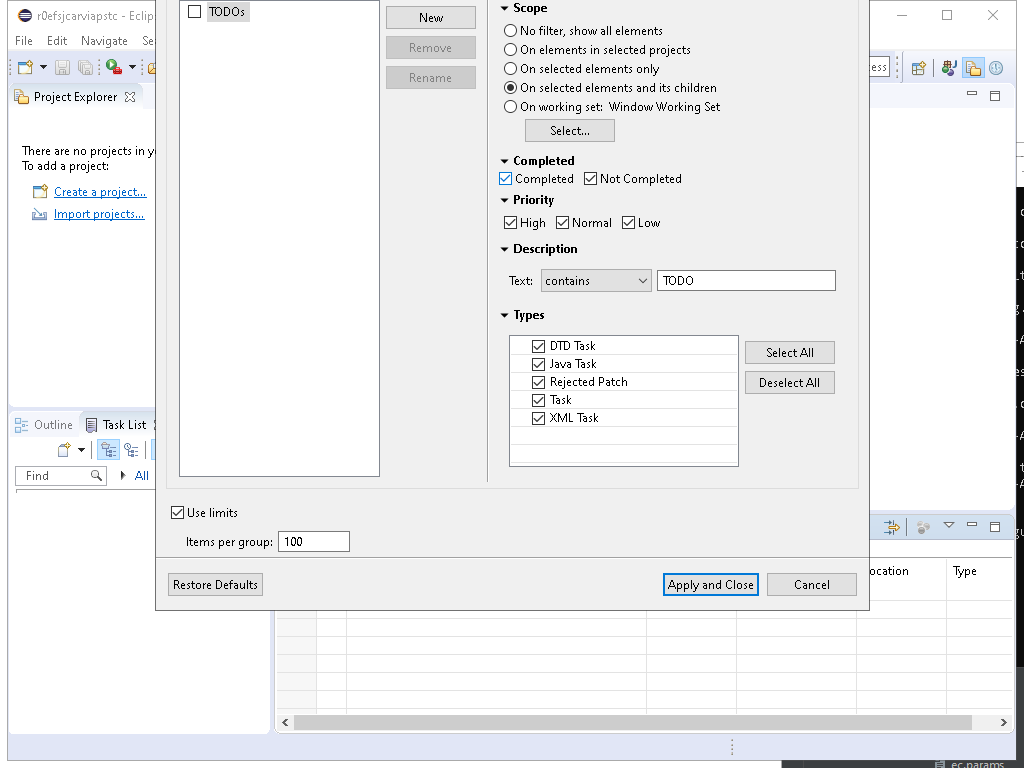 r0efsjcarviapstc - Eclip
File Edit Navigate Se
Project Explorer
There are no projects in y
To add a project:
Create a project...
Import projects...
Outline Task List
Find All
TODOs
New
Remove
Rename
Scope
No filter, show all elements
On elements in selected projects
On selected elements only
On selected elements and its children
On working set: Window Working Set
Select...
Completed
Completed Not Completed
Priority
High Normal Low
Description
Text: contains TODO
Types
DTD Task
Java Task
Rejected Patch
Task
XML Task
Select All
Deselect All
Use limits
Items per group: 100
Restore Defaults Apply and Close Cancel
ess
ocation Type
ec.params